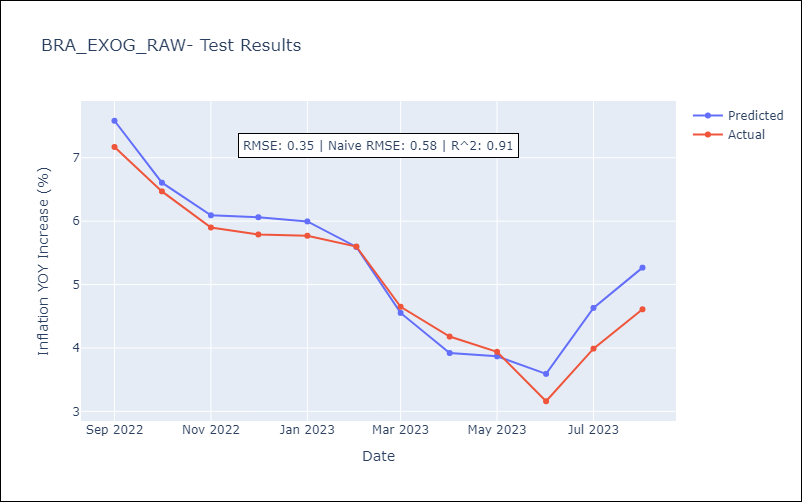 BRA_EXOG_RAW- Test Results
Predicted
Actual
RMSE: 0.35 | Naive RMSE: 0.58 | R^2: 0.91
Inflation YOY Increase (%)
7
6
5
4
3
Sep 2022 Nov 2022 Jan 2023 Mar 2023 May 2023 Jul 2023
Date